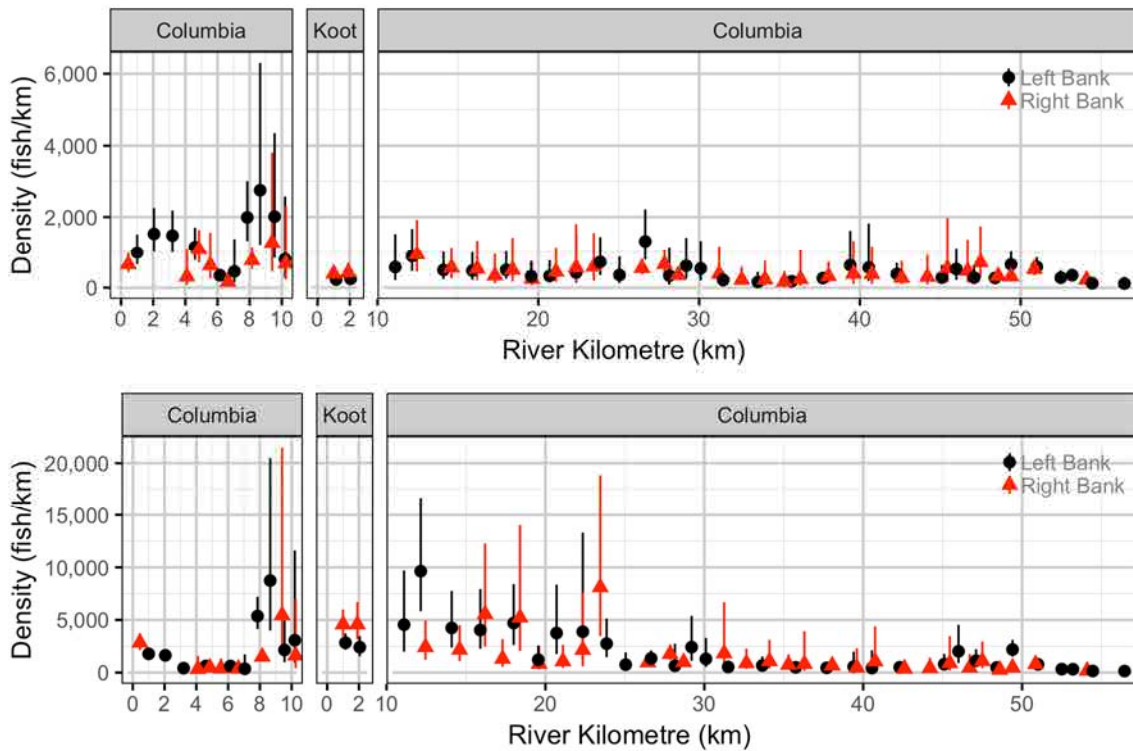 Columbia Koot Columbia
6,000
4,000
2,000
0
Density (fish/km)
Left Bank
Right Bank
0 2 4 6 8 10 0 1 2 10 20 30 40 50
River Kilometre (km)
Columbia Koot Columbia
20,000
15,000
10,000
5,000
0
Density (fish/km)
Left Bank
Right Bank
0 2 4 6 8 10 0 1 2 10 20 30 40 50
River Kilometre (km)